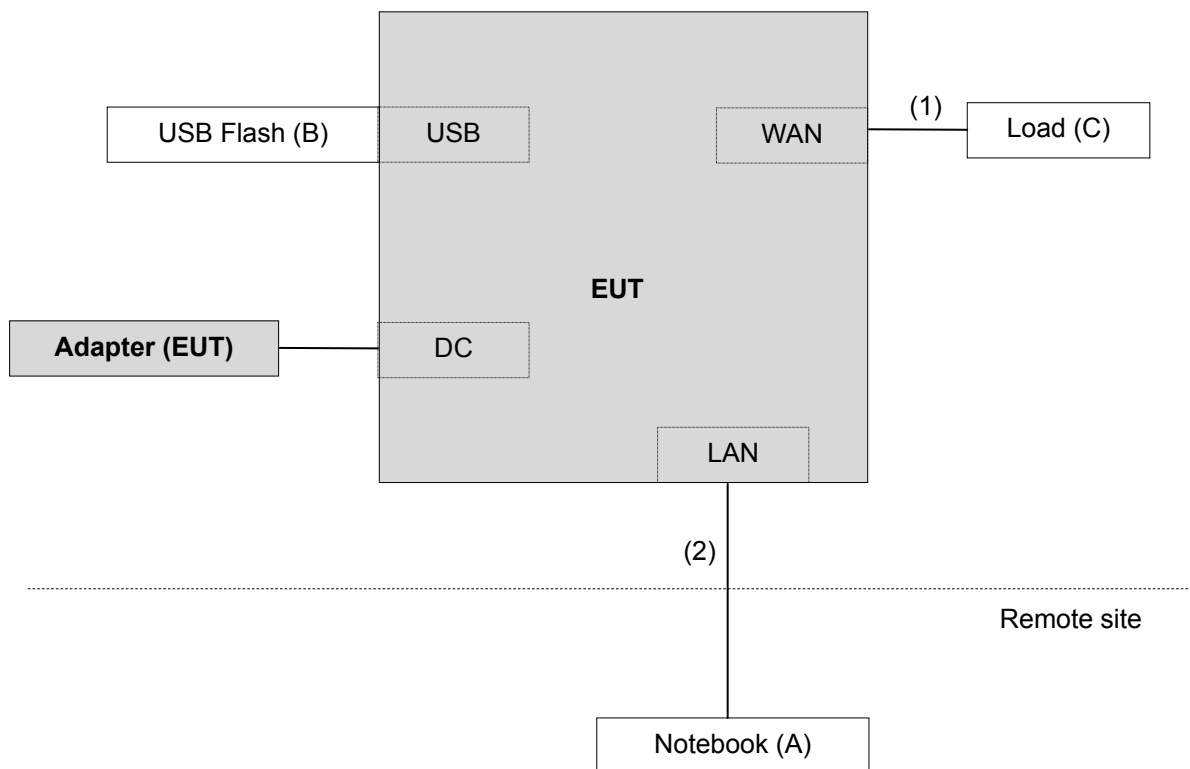 (1)
USB Flash (B)
USB
WAN
Load (C)
EUT
Adapter (EUT)
DC
LAN
(2)
Remote site
Notebook (A)